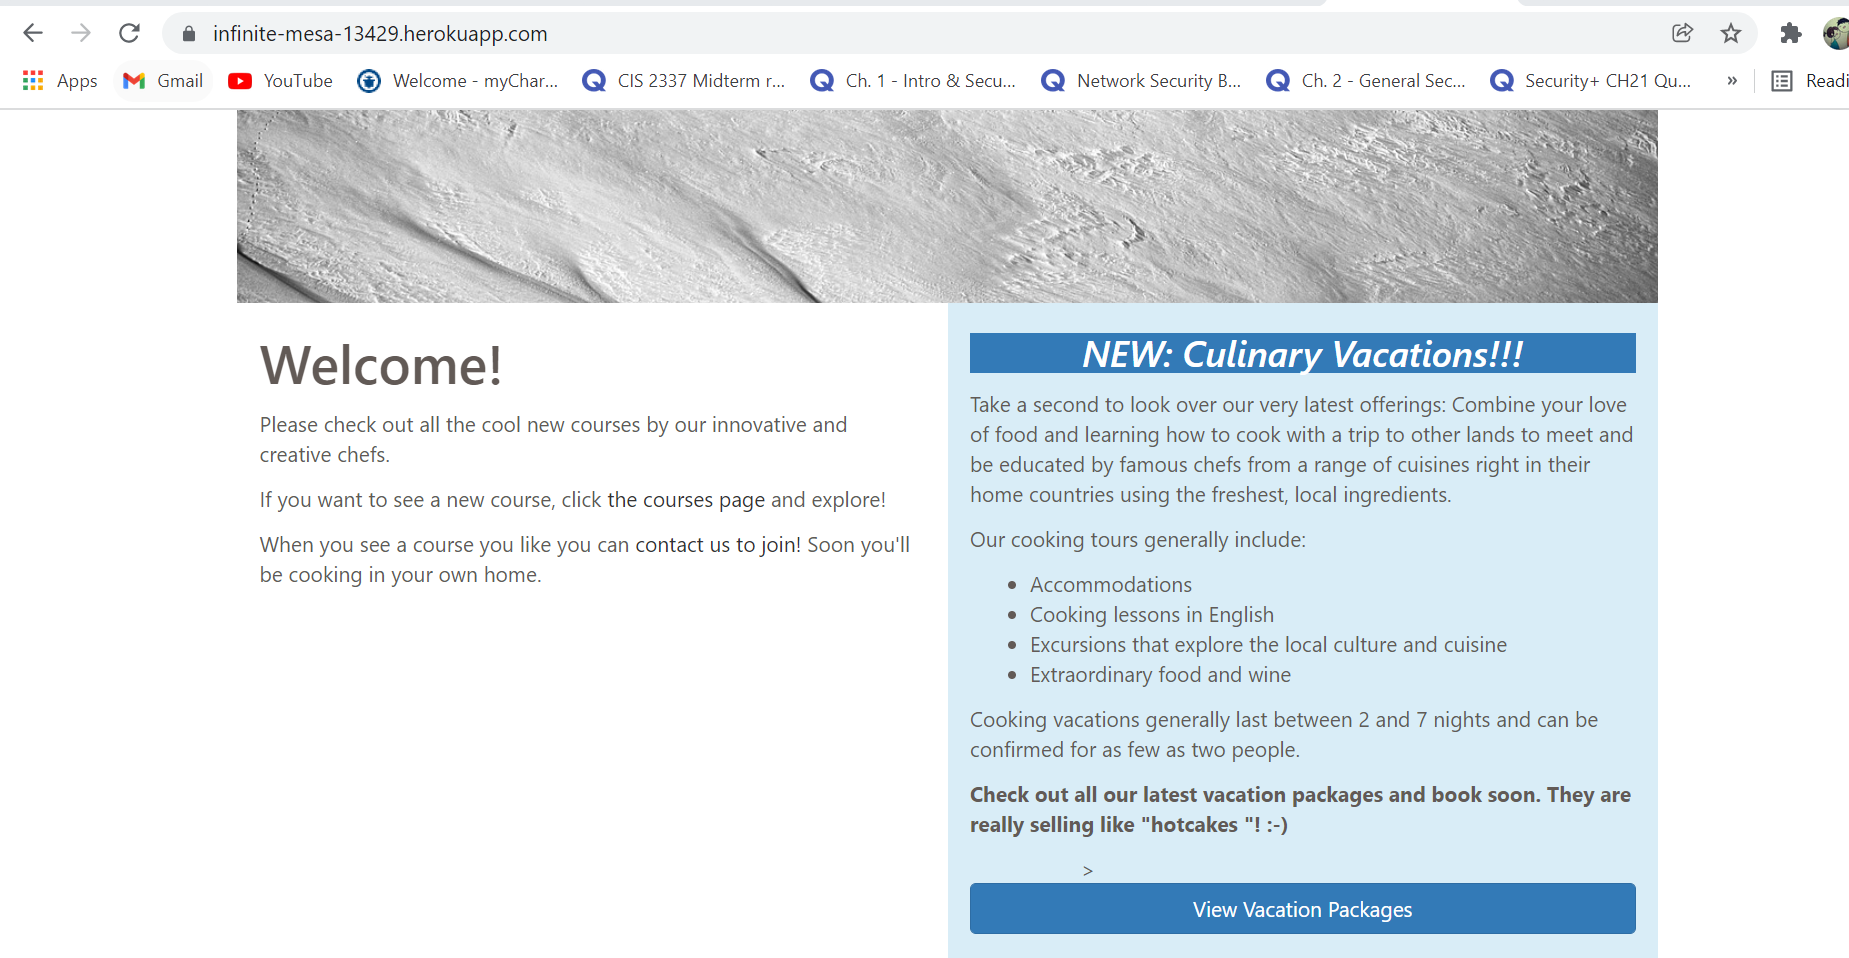 infinite-mesa-13429.herokuapp.com
Apps
Gmail
YouTube
Welcome - myChar...
CIS 2337 Midterm r...
Ch. 1 - Intro & Secu...
Network Security B...
Ch. 2 - General Sec...
Security+ CH21 Qu...
»
Readi
Welcome!
Please check out all the cool new courses by our innovative and
creative chefs.
If you want to see a new course, click the courses page and explore!
When you see a course you like you can contact us to join! Soon you'll
be cooking in your own home.
NEW: Culinary Vacations!!!
Take a second to look over our very latest offerings: Combine your love
of food and learning how to cook with a trip to other lands to meet and
be educated by famous chefs from a range of cuisines right in their
home countries using the freshest, local ingredients.
Our cooking tours generally include:
• Accommodations
• Cooking lessons in English
• Excursions that explore the local culture and cuisine
• Extraordinary food and wine
Cooking vacations generally last between 2 and 7 nights and can be
confirmed for as few as two people.
Check out all our latest vacation packages and book soon. They are
really selling like "hotcakes "! :-)
>
View Vacation Packages